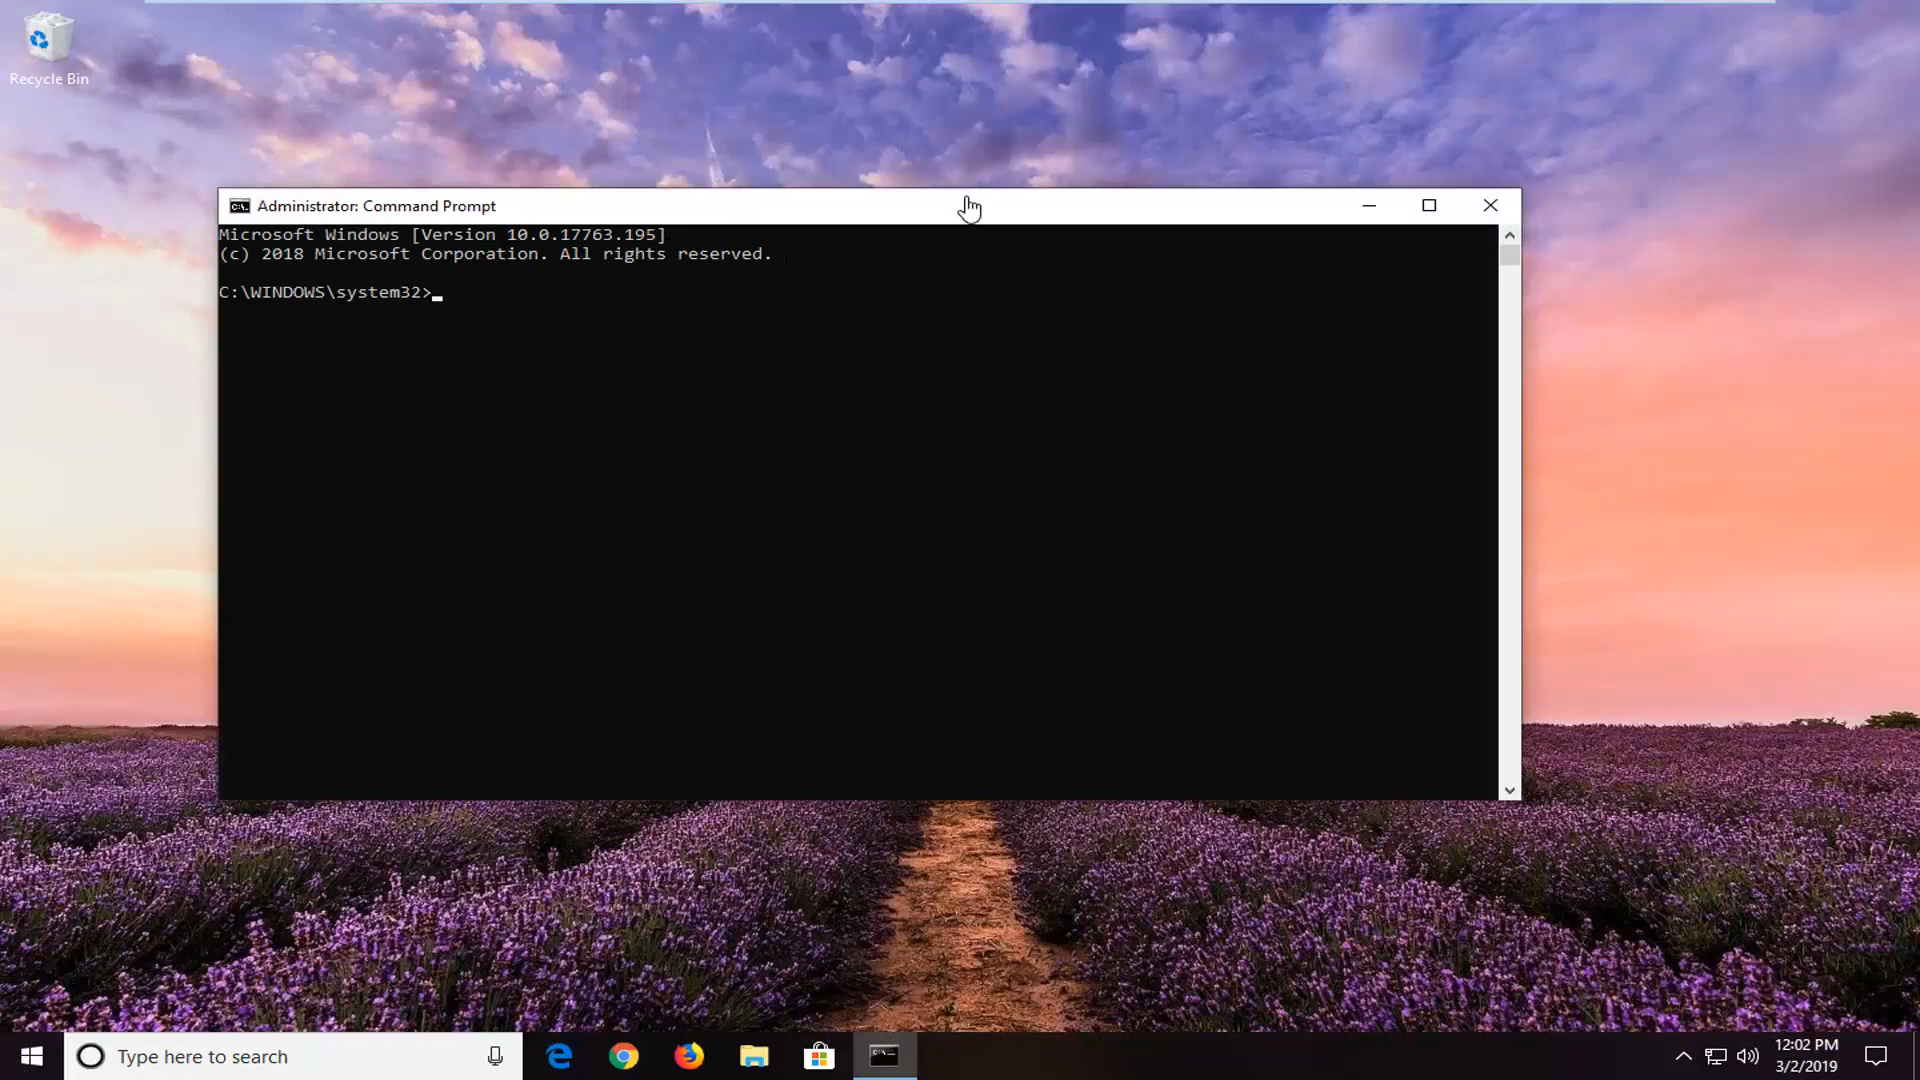 Recycle Bin
Administrator: Command Prompt
Microsoft Windows [Version 10.0.17763.195]
(c) 2018 Microsoft Corporation. All rights reserved.
C:\WINDOWS\system32>
Type here to search
12:02 PM
3/2/2019